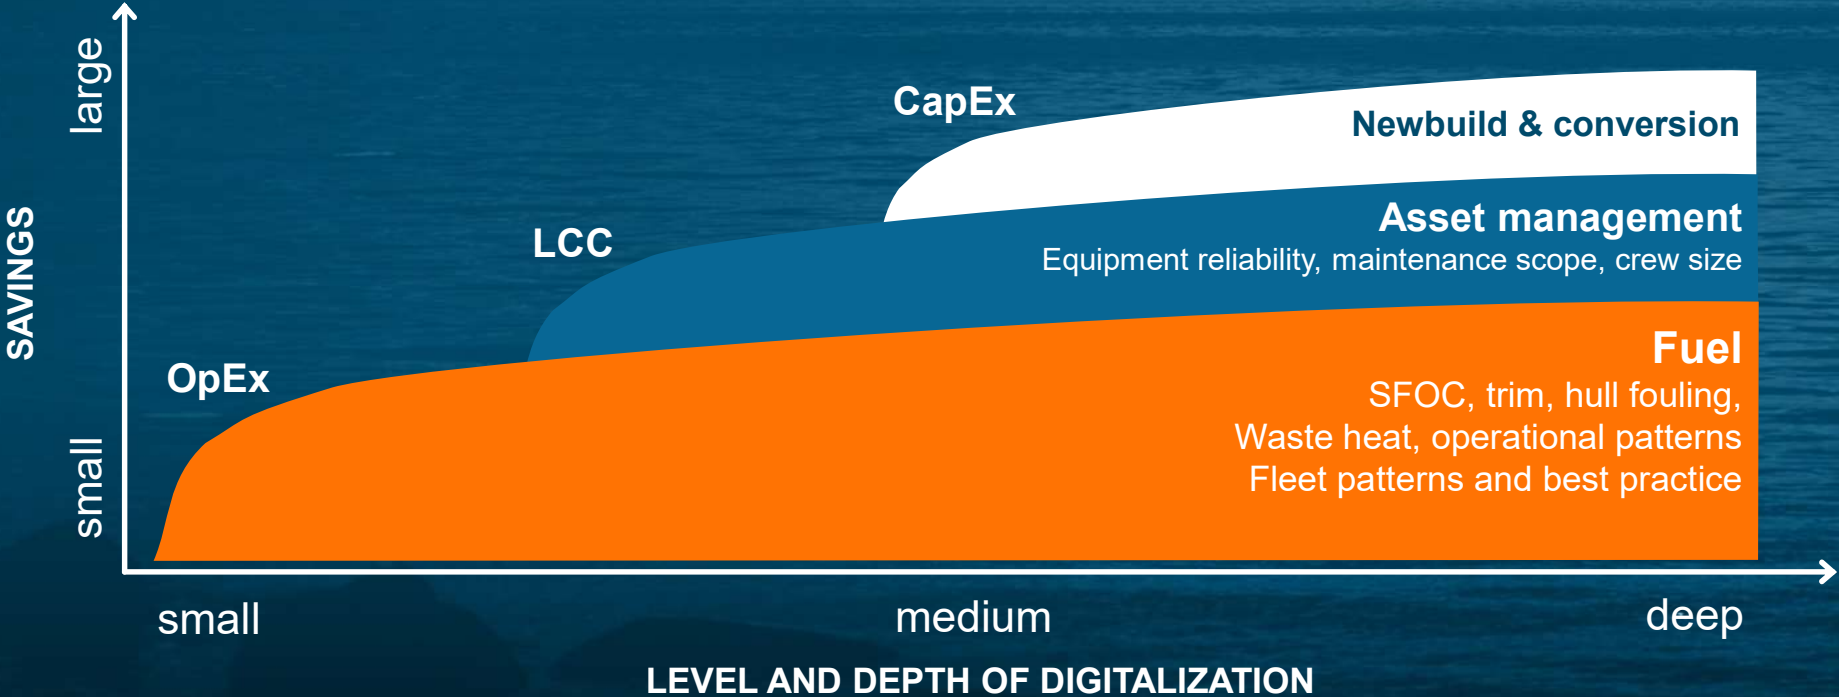 large
CapEx
Newbuild & conversion
SAVINGS
LCC
Asset management
Equipment reliability, maintenance scope, crew size
OpEx
Fuel
SFOC, trim, hull fouling,
Waste heat, operational patterns
Fleet patterns and best practice
small
small
medium
deep
LEVEL AND DEPTH OF DIGITALIZATION